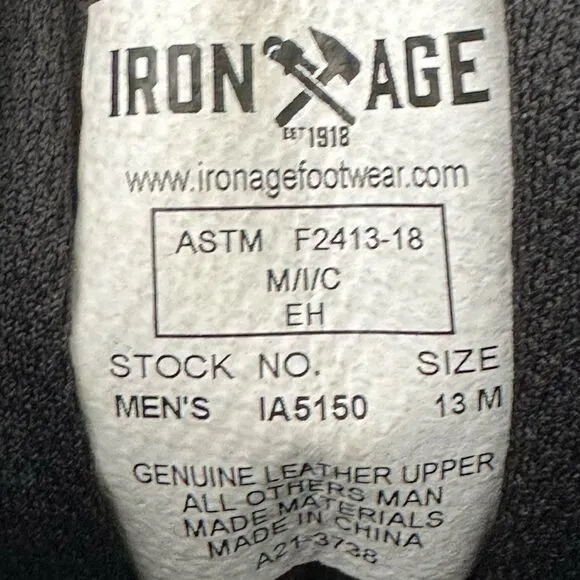 IRON AGE
EST 1918
www.ironagefootwear.com
ASTM F2413-18
M/I/C
EH
STOCK NO. SIZE
MEN'S IA5150 13 M
GENUINE LEATHER UPPER
ALL OTHERS MAN
MADE MATERIALS
MADE IN CHINA
A21-3738